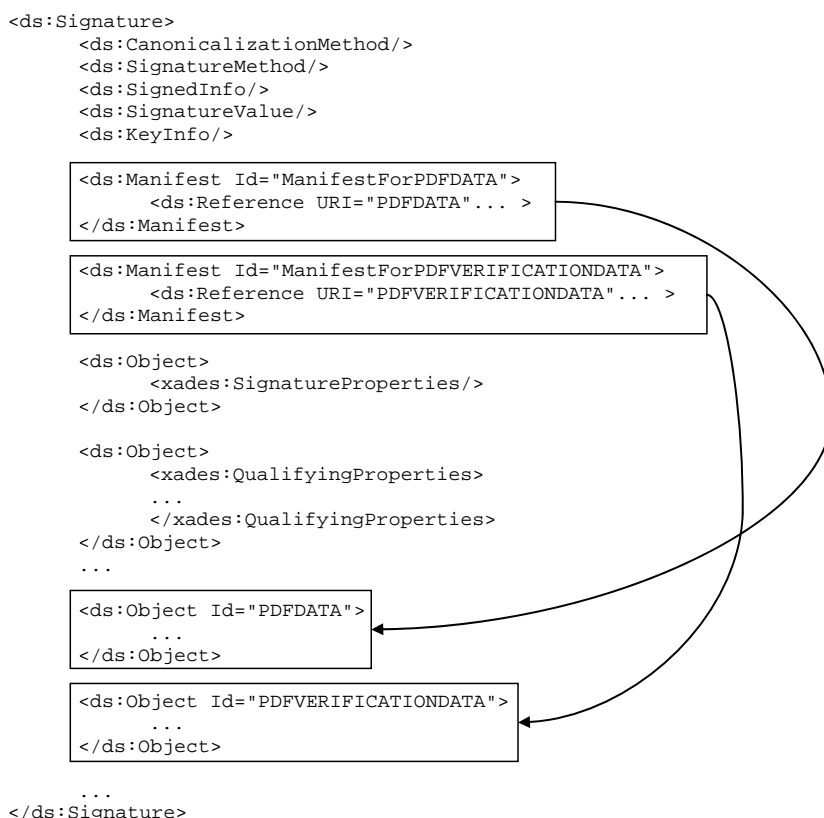 <ds:Signature>
<ds:CanonicalizationMethod/>
<ds:SignatureMethod/>
<ds:SignedInfo/>
<ds:SignatureValue/>
<ds:KeyInfo/>
<ds:Manifest Id="ManifestForPDFDATA">
<ds:Reference URI="PDFDATA"... >
</ds:Manifest>
<ds:Manifest Id="ManifestForPDFVERIFICATIONDATA">
<ds:Reference URI="PDFVERIFICATIONDATA"... >
</ds:Manifest>
<ds:Object>
<xades:SignatureProperties/>
</ds:Object>
<ds:Object>
<xades:QualifyingProperties>
...
</xades:QualifyingProperties>
</ds:Object>
...
<ds:Object Id="PDFDATA">
...
</ds:Object>
<ds:Object Id="PDFVERIFICATIONDATA">
...
</ds:Object>
...
</ds:Signature>